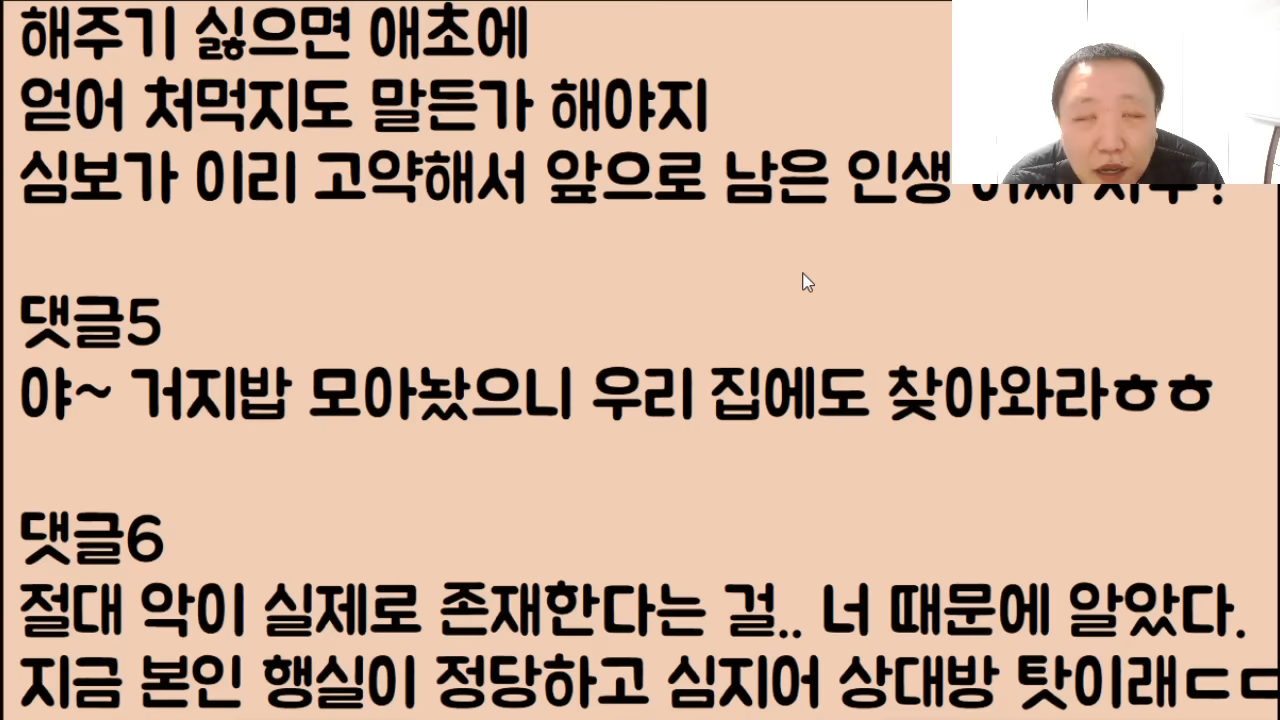 해주기 싫으면 애초에
얻어 처먹지도 말든가 해야지
심보가 이리 고약해서 앞으로 남은 인생
댓글5
야~ 거지밥 모아놨으니 우리 집에도 찾아와라ㅎㅎ
댓글6
절대 악이 실제로 존재한다는 걸.. 너 때문에 알았다.
지금 본인 행실이 정당하고 심지어 상대방 탓이래ㄷㄷ